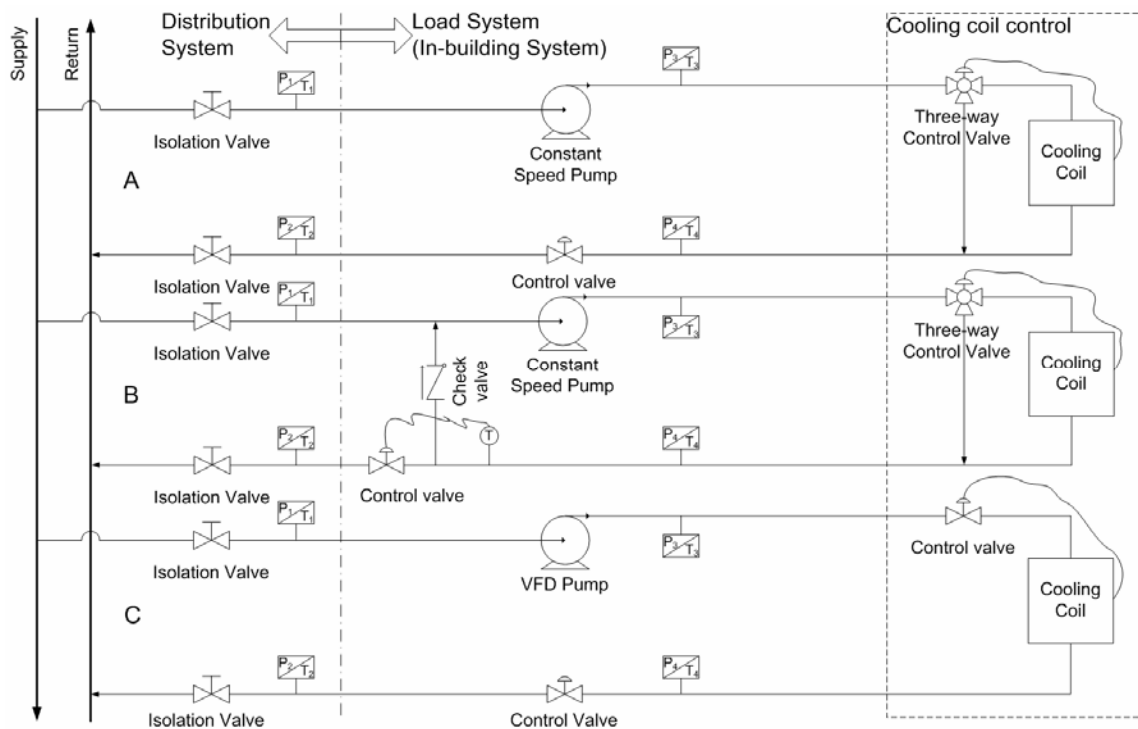 Supply
Return
Distribution
System
Load System
(In-building System)
Cooling coil control
P1 T1
P3 T3
Isolation Valve
Constant
Speed Pump
Three-way
Control Valve
Cooling
Coil
A
P2 T2
P4 T4
Isolation Valve
Control valve
P1 T1
Isolation Valve
Constant
Speed Pump
P3 T3
Three-way
Control Valve
Cooling
Coil
Check
valve
B
T
P2 T2
P4 T4
Isolation Valve
Control valve
P1 T1
Isolation Valve
VFD Pump
P3 T3
Control valve
Cooling
Coil
C
P2 T2
P4 T4
Isolation Valve
Control Valve